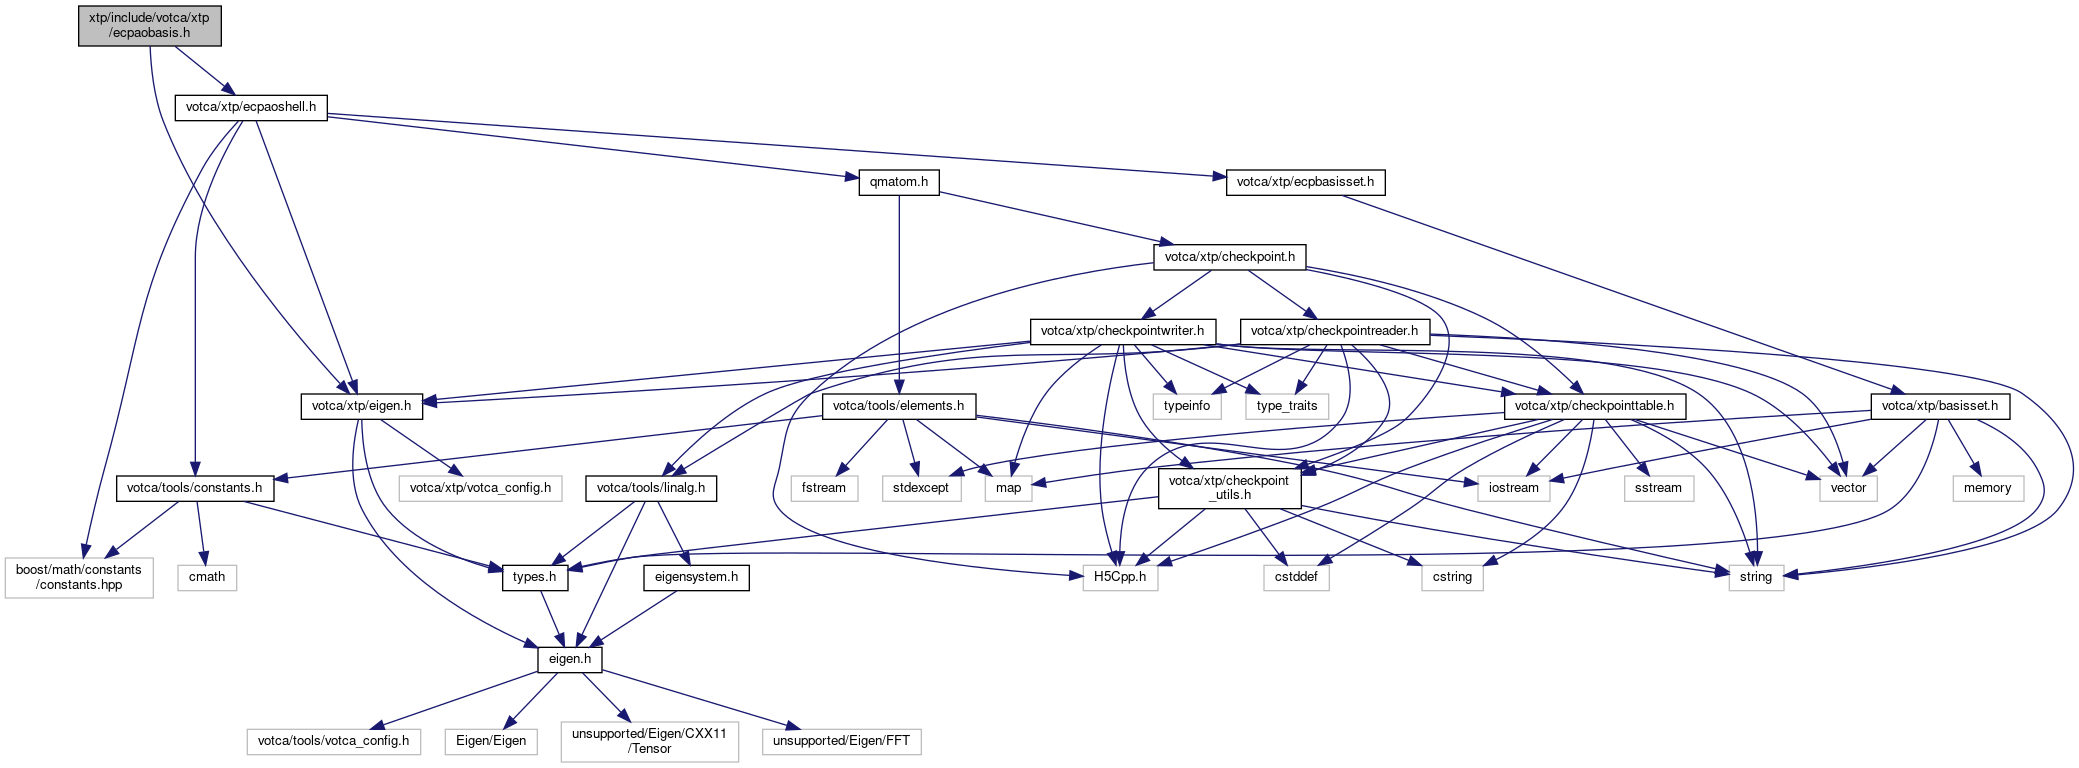 xtp/include/votca/xtp
/ecpaobasis.h
votca/xtp/ecpaoshell.h
qmatom.h
votca/xtp/ecpbasisset.h
votca/xtp/checkpoint.h
votca/xtp/checkpointwriter.h
votca/xtp/checkpointreader.h
votca/xtp/eigen.h
votca/tools/elements.h
typeinfo
type_traits
votca/xtp/checkpointtable.h
votca/xtp/basisset.h
votca/tools/constants.h
votca/xtp/votca_config.h
votca/tools/linalg.h
fstream
stdexcept
map
votca/xtp/checkpoint
_utils.h
iostream
sstream
vector
memory
boost/math/constants
/constants.hpp
cmath
types.h
eigensystem.h
H5Cpp.h
cstddef
cstring
string
eigen.h
votca/tools/votca_config.h
Eigen/Eigen
unsupported/Eigen/CXX11
/Tensor
unsupported/Eigen/FFT